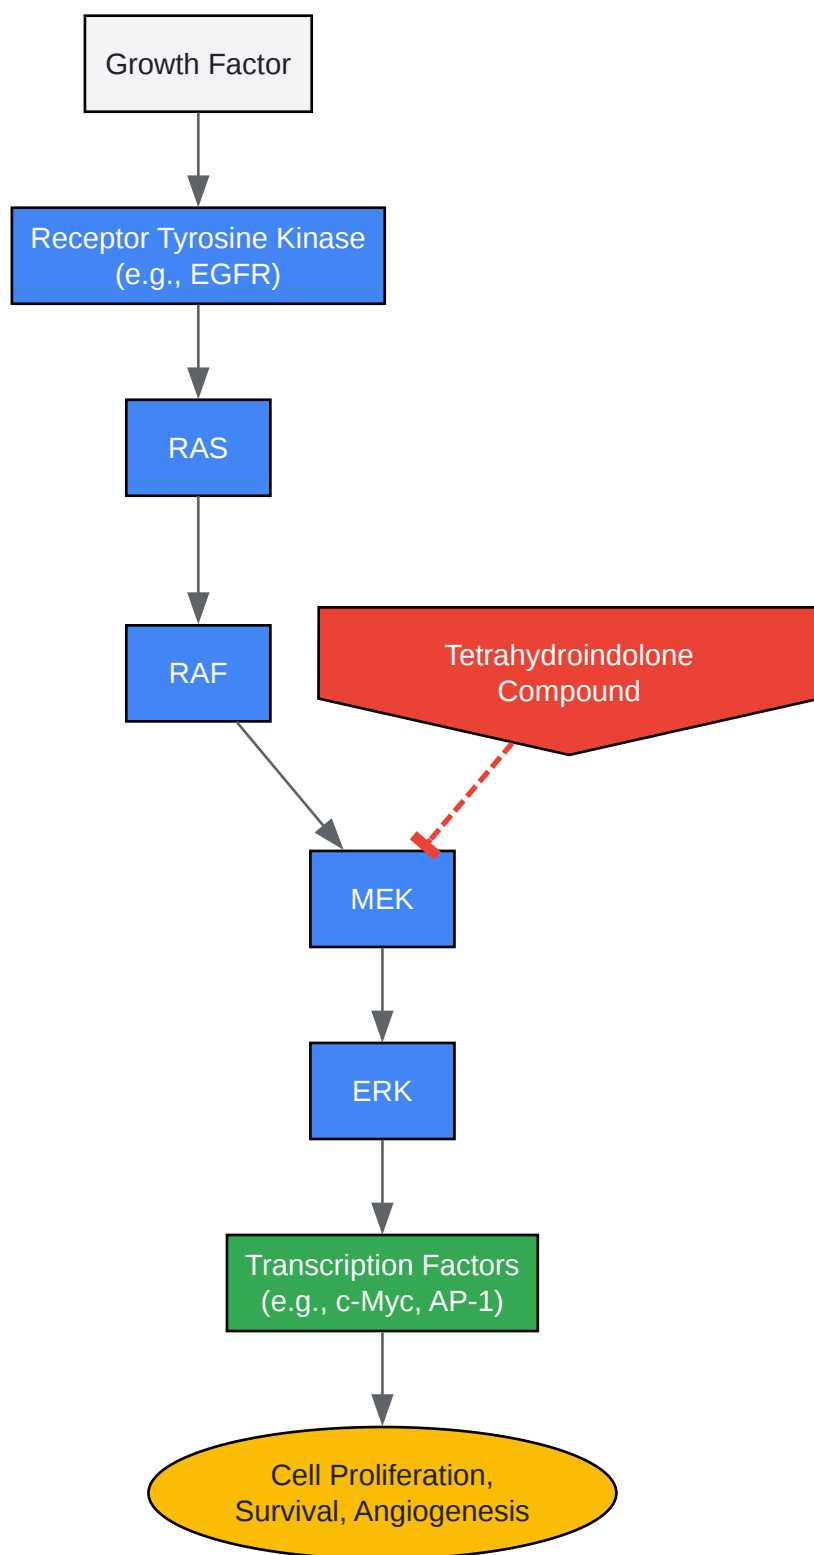 Growth Factor
Receptor Tyrosine Kinase
(e.g., EGFR)
RAS
RAF
Tetrahydroindolone
Compound
MEK
ERK
Transcription Factors
(e.g., c-Myc, AP-1)
Cell Proliferation,
Survival, Angiogenesis